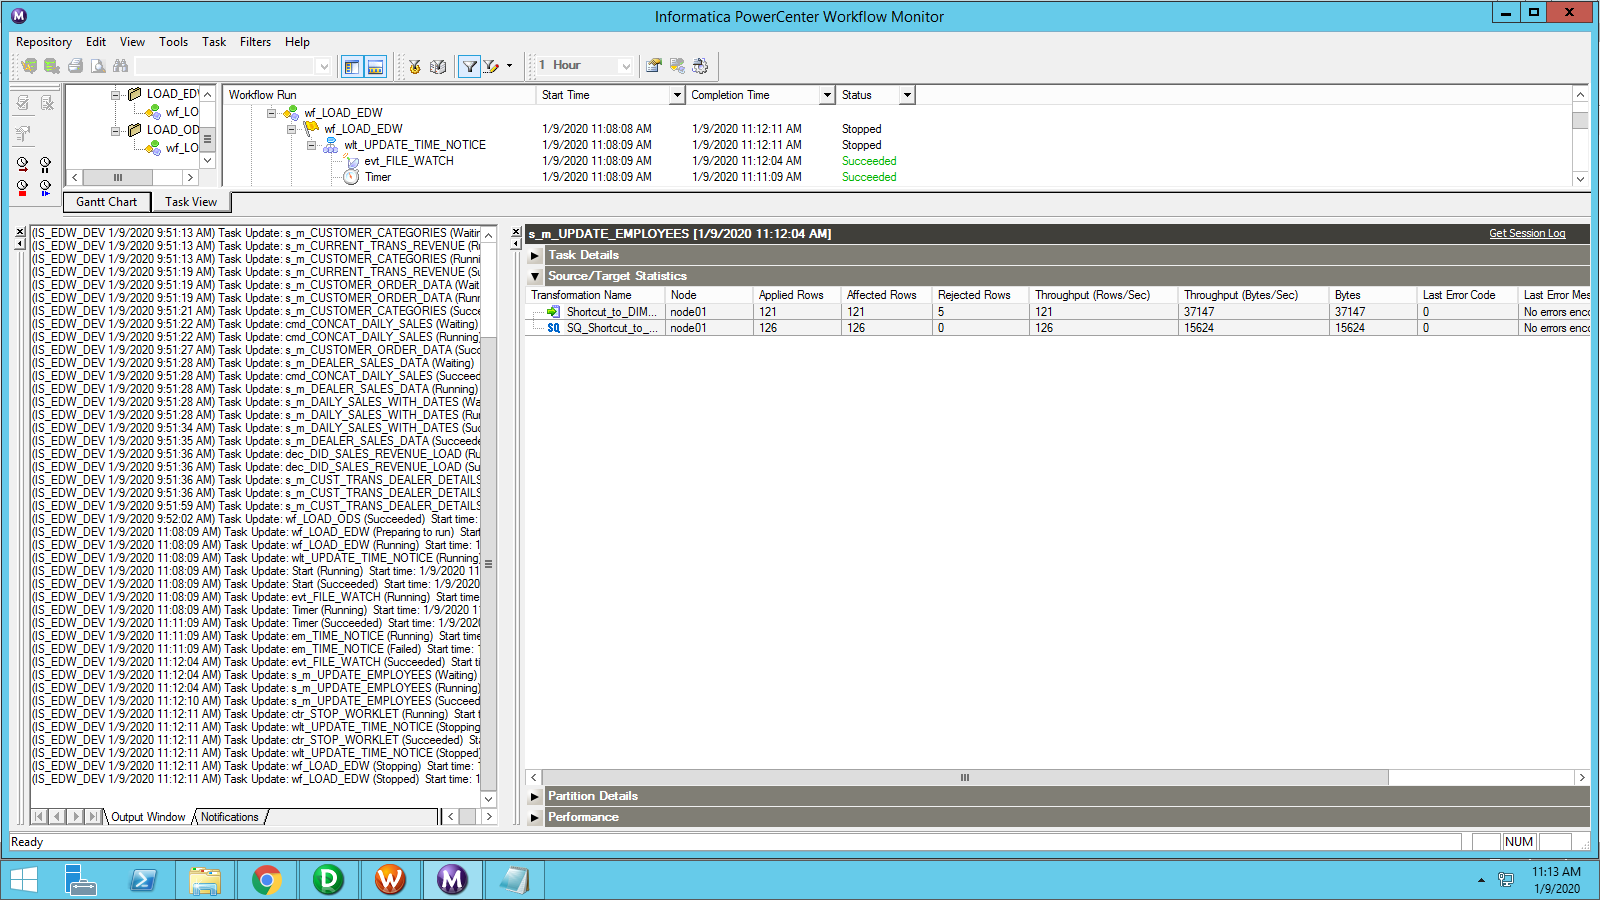 Informatica PowerCenter Workflow Monitor
Repository Edit View Tools Task Filters Help
1 Hour
LOAD_ED
wf_LO
LOAD_OD
wf_LO
Workflow Run Start Time Completion Time Status
wf_LOAD_EDW
wf_LOAD_EDW 1/9/2020 11:08:08 AM 1/9/2020 11:12:11 AM Stopped
wlt_UPDATE_TIME_NOTICE 1/9/2020 11:08:09 AM 1/9/2020 11:12:11 AM Stopped
evt_FILE_WATCH 1/9/2020 11:08:09 AM 1/9/2020 11:12:04 AM Succeeded
Timer 1/9/2020 11:08:09 AM 1/9/2020 11:11:09 AM Succeeded
Gantt Chart Task View
(IS_EDW_DEV 1/9/2020 9:51:13 AM) Task Update: s_m_CUSTOMER_CATEGORIES (Waitin
(IS_EDW_DEV 1/9/2020 9:51:13 AM) Task Update: s_m_CURRENT_TRANS_REVENUE (Ru
(IS_EDW_DEV 1/9/2020 9:51:13 AM) Task Update: s_m_CUSTOMER_CATEGORIES (Runni
(IS_EDW_DEV 1/9/2020 9:51:19 AM) Task Update: s_m_CURRENT_TRANS_REVENUE (Su
(IS_EDW_DEV 1/9/2020 9:51:19 AM) Task Update: s_m_CUSTOMER_ORDER_DATA (Wait
(IS_EDW_DEV 1/9/2020 9:51:19 AM) Task Update: s_m_CUSTOMER_ORDER_DATA (Runn
(IS_EDW_DEV 1/9/2020 9:51:21 AM) Task Update: s_m_CUSTOMER_CATEGORIES (Succe
(IS_EDW_DEV 1/9/2020 9:51:22 AM) Task Update: cmd_CONCAT_DAILY_SALES (Waiting)
(IS_EDW_DEV 1/9/2020 9:51:22 AM) Task Update: cmd_CONCAT_DAILY_SALES (Running)
(IS_EDW_DEV 1/9/2020 9:51:27 AM) Task Update: s_m_CUSTOMER_ORDER_DATA (Succ
(IS_EDW_DEV 1/9/2020 9:51:28 AM) Task Update: s_m_DEALER_SALES_DATA (Waiting)
(IS_EDW_DEV 1/9/2020 9:51:28 AM) Task Update: cmd_CONCAT_DAILY_SALES (Succeed
(IS_EDW_DEV 1/9/2020 9:51:28 AM) Task Update: s_m_DEALER_SALES_DATA (Running)
(IS_EDW_DEV 1/9/2020 9:51:28 AM) Task Update: s_m_DAILY_SALES_WITH_DATES (Wa
(IS_EDW_DEV 1/9/2020 9:51:28 AM) Task Update: s_m_DAILY_SALES_WITH_DATES (Ru
(IS_EDW_DEV 1/9/2020 9:51:34 AM) Task Update: s_m_DAILY_SALES_WITH_DATES (Suc
(IS_EDW_DEV 1/9/2020 9:51:35 AM) Task Update: s_m_DEALER_SALES_DATA (Succeede
(IS_EDW_DEV 1/9/2020 9:51:36 AM) Task Update: dec_DID_SALES_REVENUE_LOAD (Ru
(IS_EDW_DEV 1/9/2020 9:51:36 AM) Task Update: dec_DID_SALES_REVENUE_LOAD (Su
(IS_EDW_DEV 1/9/2020 9:51:36 AM) Task Update: s_m_CUST_TRANS_DEALER_DETAILS
(IS_EDW_DEV 1/9/2020 9:51:36 AM) Task Update: s_m_CUST_TRANS_DEALER_DETAILS
(IS_EDW_DEV 1/9/2020 9:51:59 AM) Task Update: s_m_CUST_TRANS_DEALER_DETAILS
(IS_EDW_DEV 1/9/2020 9:52:02 AM) Task Update: wf_LOAD_ODS (Succeeded) Start time:
(IS_EDW_DEV 1/9/2020 11:08:09 AM) Task Update: wf_LOAD_EDW (Preparing to run) Start
(IS_EDW_DEV 1/9/2020 11:08:09 AM) Task Update: wf_LOAD_EDW (Running) Start time: 1
(IS_EDW_DEV 1/9/2020 11:08:09 AM) Task Update: wlt_UPDATE_TIME_NOTICE (Running)
(IS_EDW_DEV 1/9/2020 11:08:09 AM) Task Update: Start (Running) Start time: 1/9/2020 11
(IS_EDW_DEV 1/9/2020 11:08:09 AM) Task Update: Start (Succeeded) Start time: 1/9/2020
(IS_EDW_DEV 1/9/2020 11:08:09 AM) Task Update: evt_FILE_WATCH (Running) Start time:
(IS_EDW_DEV 1/9/2020 11:08:09 AM) Task Update: Timer (Running) Start time: 1/9/2020 11
(IS_EDW_DEV 1/9/2020 11:11:09 AM) Task Update: Timer (Succeeded) Start time: 1/9/2020
(IS_EDW_DEV 1/9/2020 11:11:09 AM) Task Update: em_TIME_NOTICE (Running) Start time:
(IS_EDW_DEV 1/9/2020 11:11:09 AM) Task Update: em_TIME_NOTICE (Failed) Start time: 1
(IS_EDW_DEV 1/9/2020 11:12:04 AM) Task Update: evt_FILE_WATCH (Succeeded) Start ti
(IS_EDW_DEV 1/9/2020 11:12:04 AM) Task Update: s_m_UPDATE_EMPLOYEES (Waiting)
(IS_EDW_DEV 1/9/2020 11:12:04 AM) Task Update: s_m_UPDATE_EMPLOYEES (Running)
(IS_EDW_DEV 1/9/2020 11:12:10 AM) Task Update: s_m_UPDATE_EMPLOYEES (Succeed
(IS_EDW_DEV 1/9/2020 11:12:11 AM) Task Update: ctr_STOP_WORKLET (Running) Start t
(IS_EDW_DEV 1/9/2020 11:12:11 AM) Task Update: wlt_UPDATE_TIME_NOTICE (Stopping
(IS_EDW_DEV 1/9/2020 11:12:11 AM) Task Update: ctr_STOP_WORKLET (Succeeded) Sta
(IS_EDW_DEV 1/9/2020 11:12:11 AM) Task Update: wlt_UPDATE_TIME_NOTICE (Stopped)
(IS_EDW_DEV 1/9/2020 11:12:11 AM) Task Update: wf_LOAD_EDW (Stopping) Start time: 1
(IS_EDW_DEV 1/9/2020 11:12:11 AM) Task Update: wf_LOAD_EDW (Stopped) Start time: 1
Output Window Notifications
s_m_UPDATE_EMPLOYEES [1/9/2020 11:12:04 AM] Get Session Log
Task Details
Source/Target Statistics
Transformation Name Node Applied Rows Affected Rows Rejected Rows Throughput (Rows/Sec) Throughput (Bytes/Sec) Bytes Last Error Code Last Error Mes
Shortcut_to_DIM... node01 121 121 5 121 37147 37147 0 No errors enco
SQ SQ_Shortcut_to_... node01 126 126 0 126 15624 15624 0 No errors enco
Partition Details
Performance
Ready NUM
D W M
11:13 AM
1/9/2020